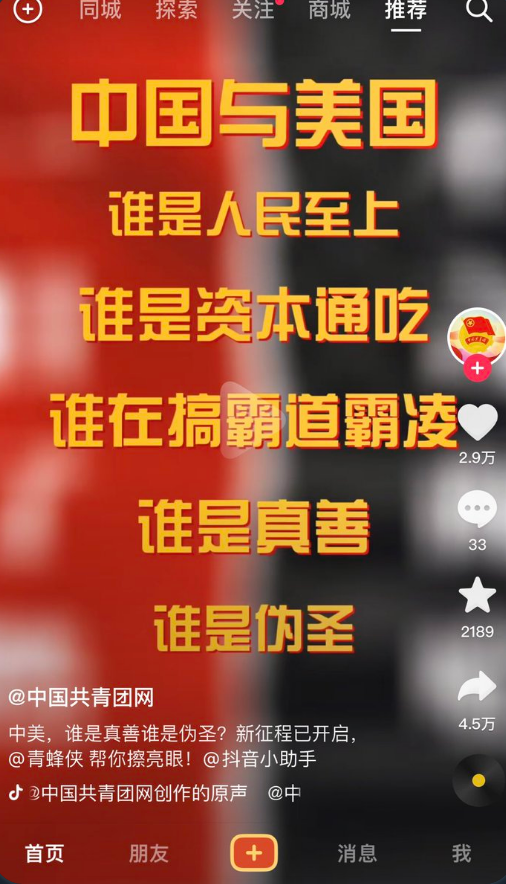 同城 探索 关注 商城 推荐
中国与美国
谁是人民至上
谁是资本通吃
谁在搞霸道霸凌
谁是真善
谁是伪圣
2.9万
33
2189
4.5万
@中国共青团网
中美，谁是真善谁是伪圣？新征程已开启，
@青蜂侠 帮你擦亮眼！@抖音小助手
中国共青团网创作的原声 @中
首页 朋友 消息 我